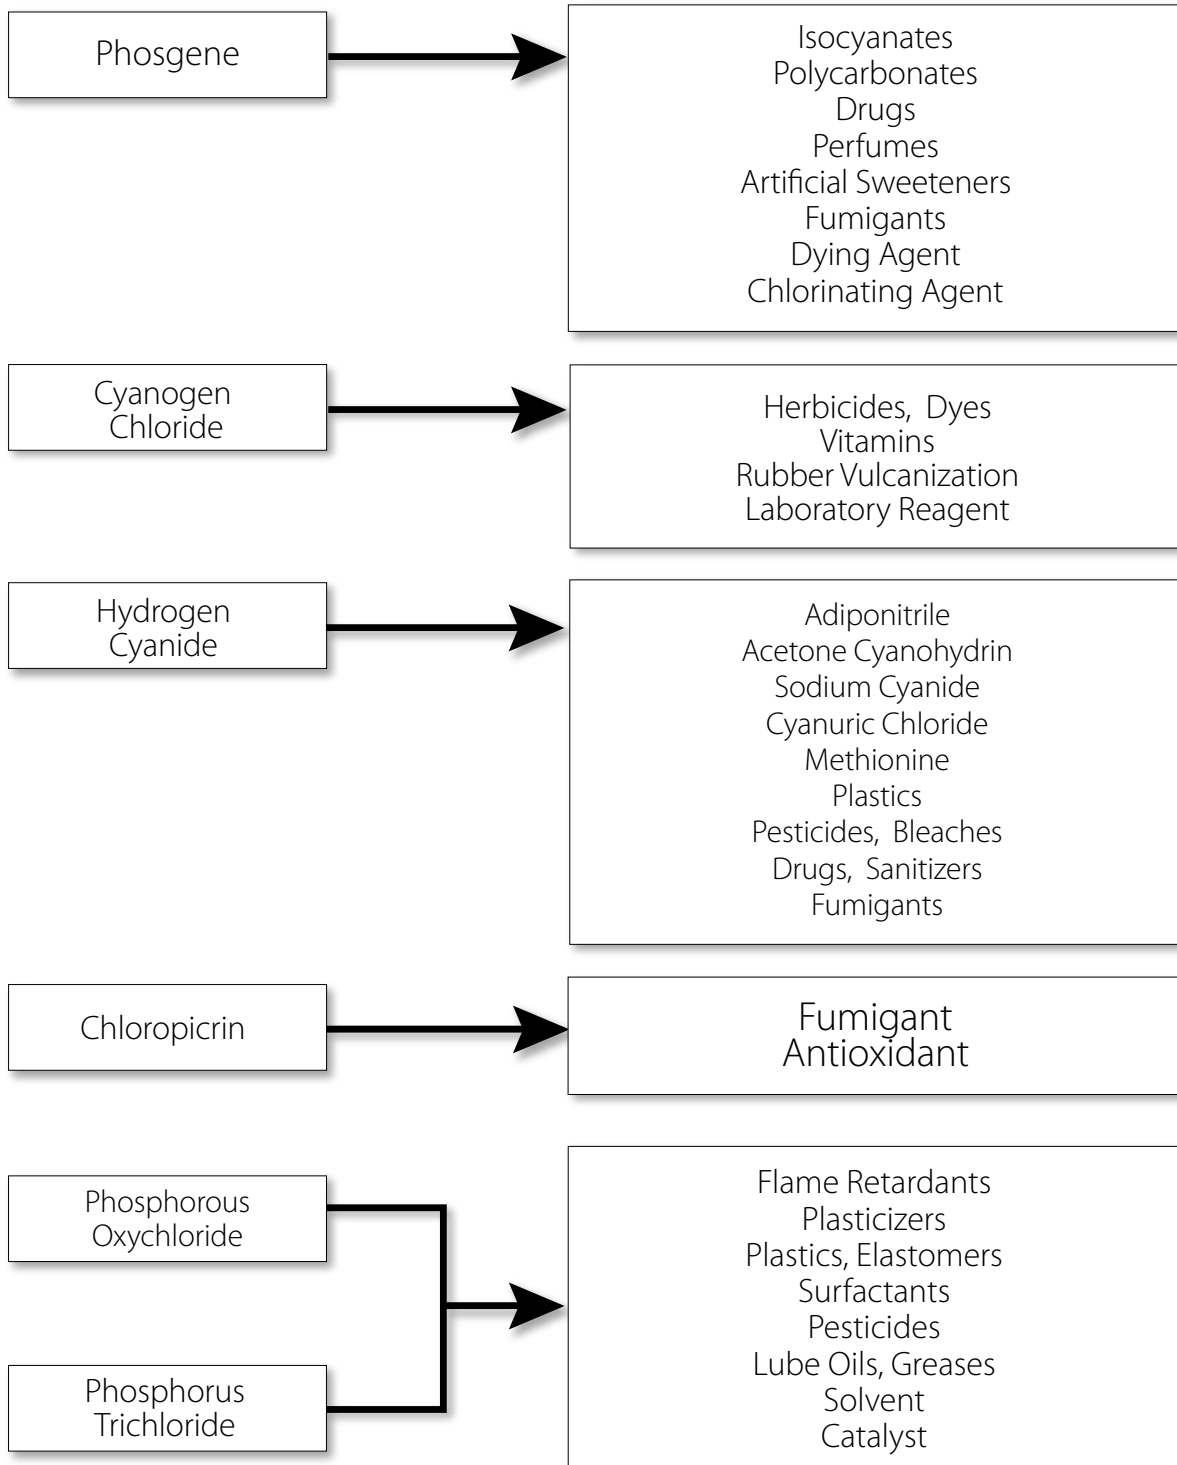 Phosgene
Isocyanates
Polycarbonates
Drugs
Perfumes
Artificial Sweeteners
Fumigants
Dying Agent
Chlorinating Agent
Cyanogen
Chloride
Herbicides, Dyes
Vitamins
Rubber Vulcanization
Laboratory Reagent
Hydrogen
Cyanide
Adiponitrile
Acetone Cyanohydrin
Sodium Cyanide
Cyanuric Chloride
Methionine
Plastics
Pesticides, Bleaches
Drugs, Sanitizers
Fumigants
Chloropicrin
Fumigant
Antioxidant
Phosphorous
Oxychloride
Phosphorus
Trichloride
Flame Retardants
Plasticizers
Plastics, Elastomers
Surfactants
Pesticides
Lube Oils, Greases
Solvent
Catalyst